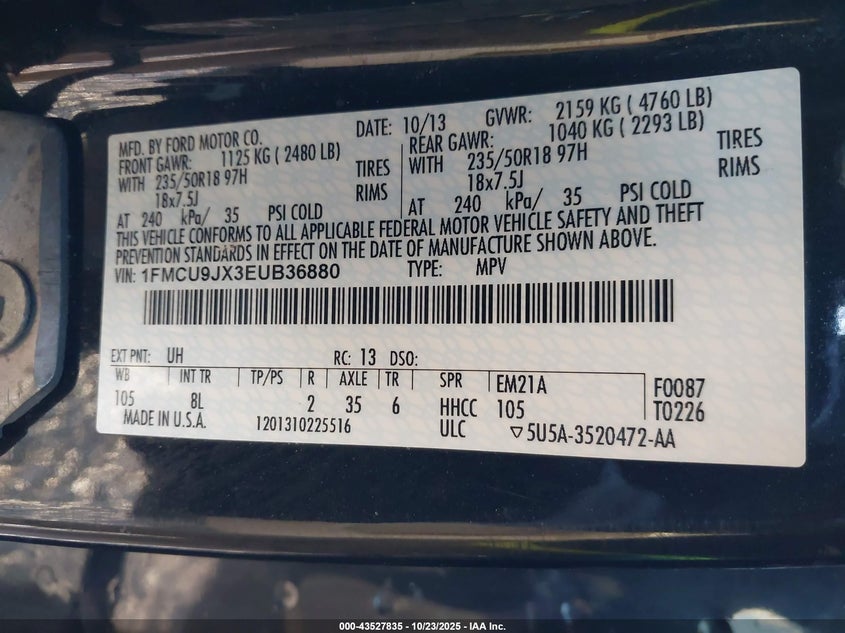 MFD. BY FORD MOTOR CO.
DATE: 10/13 GVWR: 2159 KG ( 4760 LB)
FRONT GAWR: 1125 KG ( 2480 LB) REAR GAWR: 1040 KG ( 2293 LB)
WITH 235/50R18 97H TIRES WITH 235/50R18 97H TIRES
18x7.5J RIMS 18x7.5J RIMS
AT 240 kPa/ 35 PSI COLD AT 240 kPa/ 35 PSI COLD
THIS VEHICLE CONFORMS TO ALL APPLICABLE FEDERAL MOTOR VEHICLE SAFETY AND THEFT
PREVENTION STANDARDS IN EFFECT ON THE DATE OF MANUFACTURE SHOWN ABOVE.
VIN: 1FMCU9JX3EUB36880 TYPE: MPV
EXT PNT: UH RC: 13 DSO:
WB INT TR TP/PS R AXLE TR SPR EM21A F0087
105 8L 2 35 6 HHCC 105 T0226
MADE IN U.S.A. 1201310225516 ULC ▽5U5A-3520472-AA
000-43527835 - 10/23/2025 - IAA Inc.